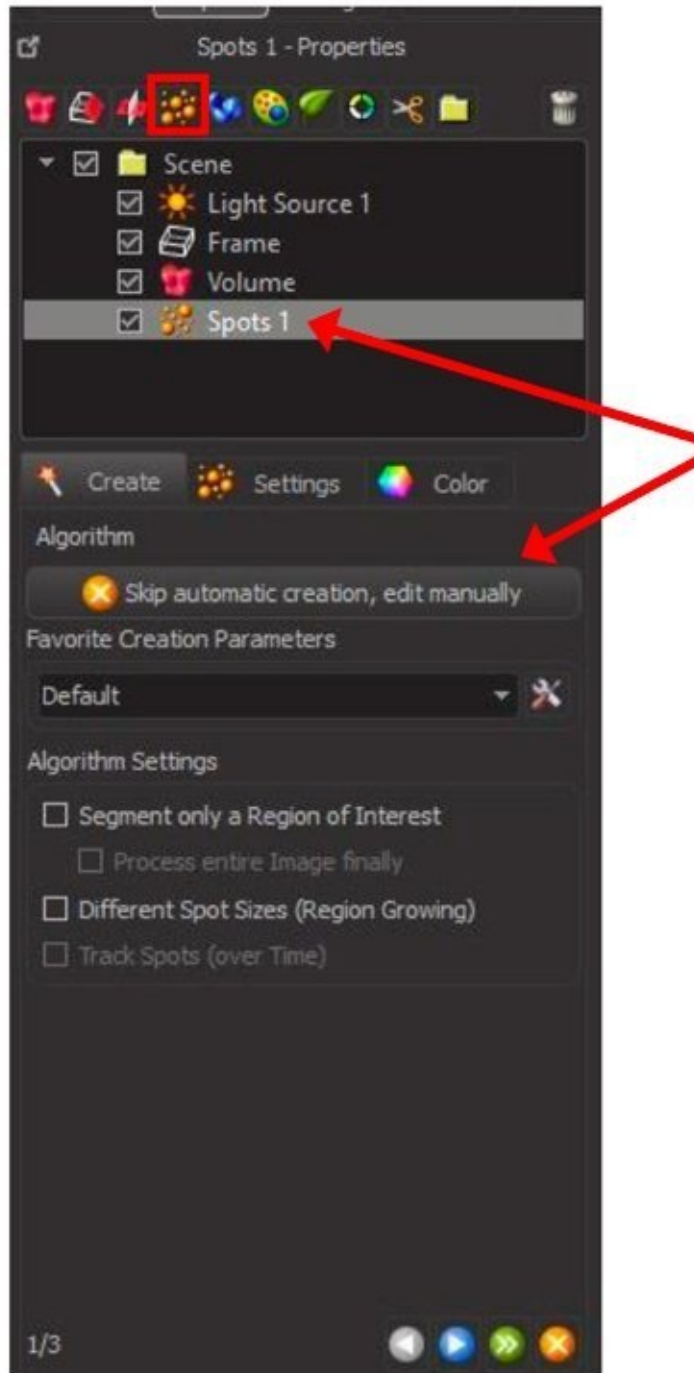 Spots 1 - Properties
Scene
Light Source 1
Frame
Volume
Spots 1
Create Settings Color
Algorithm
Skip automatic creation, edit manually
Favorite Creation Parameters
Default
Algorithm Settings
Segment only a Region of Interest
Process entire Image finally
Different Spot Sizes (Region Growing)
Track Spots (over Time)
1/3